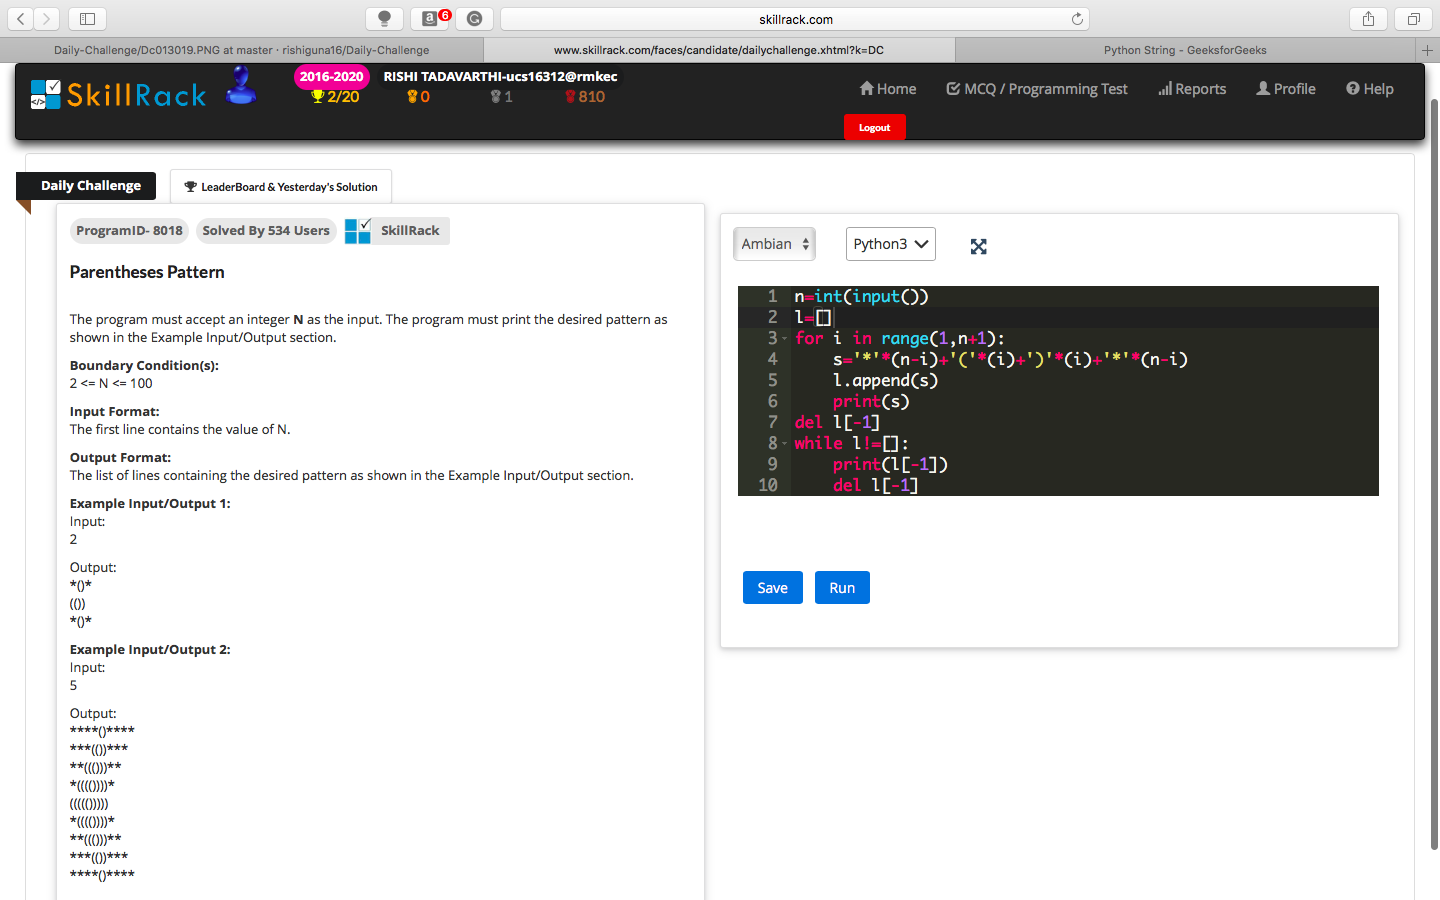 skillrack.com
6
Daily-Challenge/Dc013019.PNG at master · rishiguna16/Daily-Challenge
www.skillrack.com/faces/candidate/dailychallenge.xhtml?k=DC
Python String - GeeksforGeeks
SkillRack
2016-2020
RISHI TADAVARTHI-ucs16312@rmkec
2/20
0
1
810
Home
MCQ / Programming Test
Reports
Profile
Help
Logout
Daily Challenge
LeaderBoard & Yesterday's Solution
ProgramID- 8018
Solved By 534 Users
SkillRack
Parentheses Pattern
The program must accept an integer N as the input. The program must print the desired pattern as
shown in the Example Input/Output section.
Boundary Condition(s):
2 <= N <= 100
Input Format:
The first line contains the value of N.
Output Format:
The list of lines containing the desired pattern as shown in the Example Input/Output section.
Example Input/Output 1:
Input:
2
Output:
*()*
(())
*()*
Example Input/Output 2:
Input:
5
Output:
****()****
***(())***
**((()))**
*(((())))*
((((()))))
*(((())))*
**((()))**
***(())***
****()****
Ambian
Python3
1 n=int(input())
2 l=[]
3 for i in range(1,n+1):
4 s='*'*(n-i)+'('*(i)+')'*(i)+'*'*(n-i)
5 l.append(s)
6 print(s)
7 del l[-1]
8 while l!=[]:
9 print(l[-1])
10 del l[-1]
Save
Run